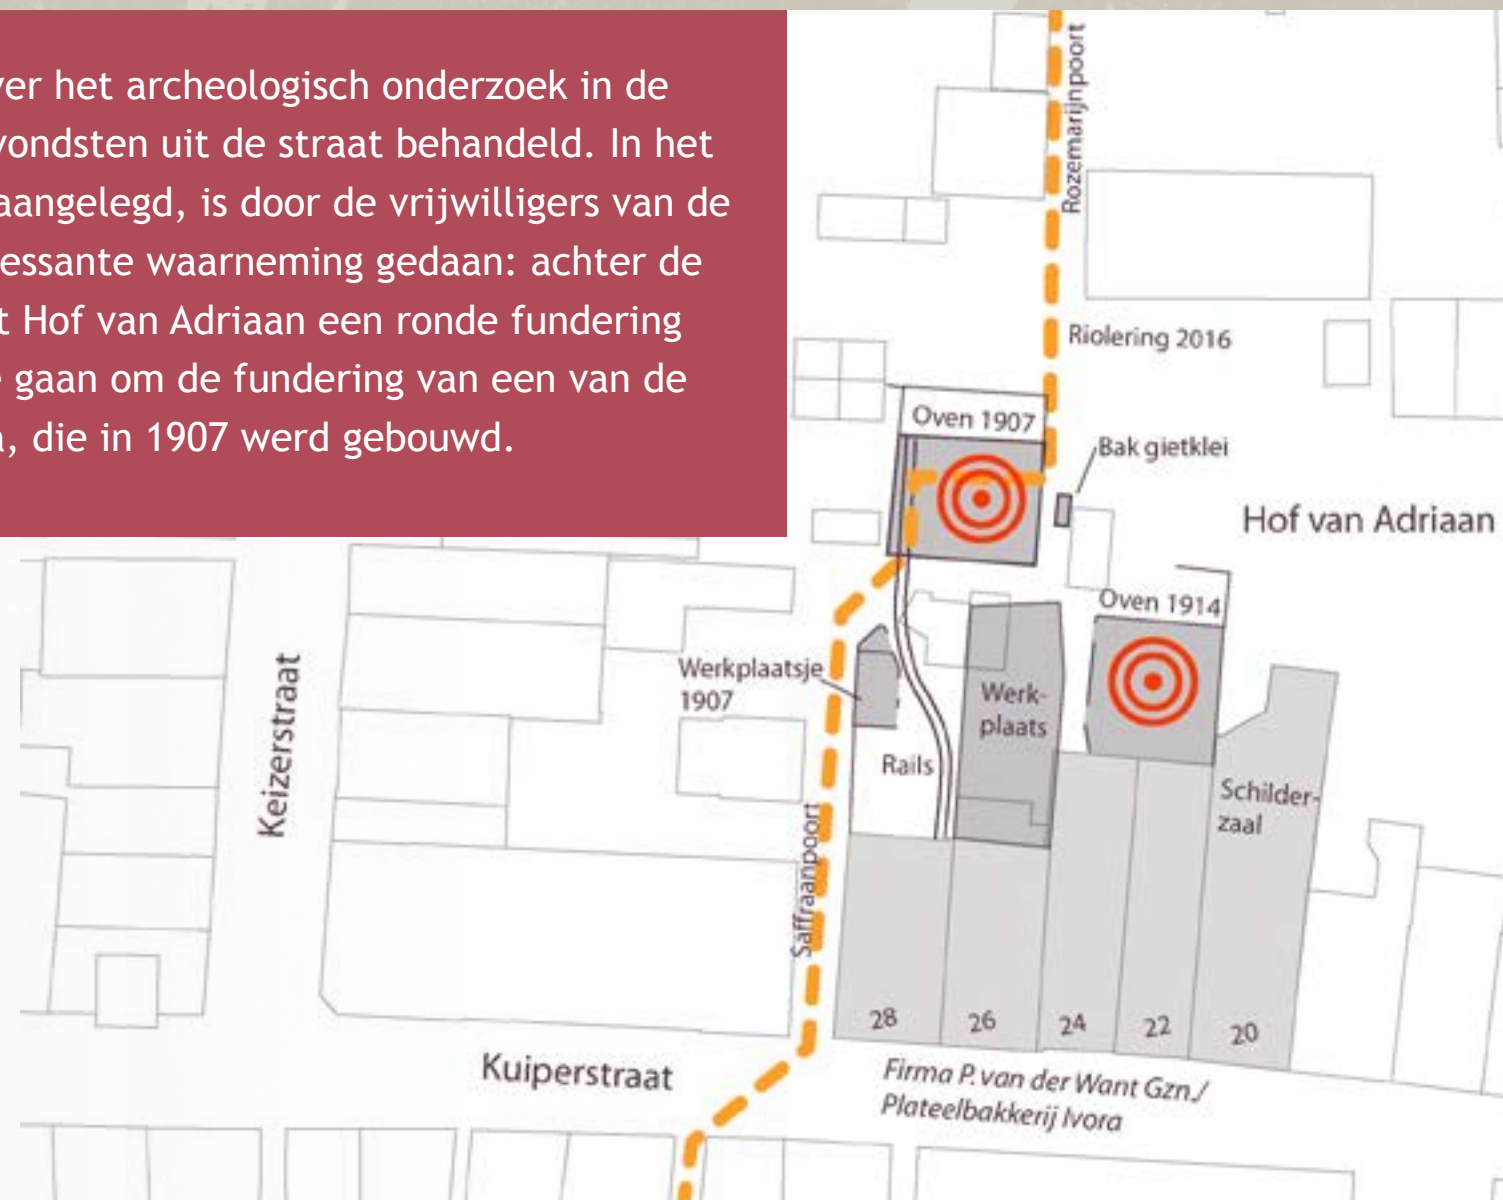 ver het archeologisch onderzoek in de
vondsten uit de straat behandeld. In het
aangelegd, is door de vrijwilligers van de
essante waarneming gedaan: achter de
t Hof van Adriaan een ronde fundering
e gaan om de fundering van een van de
, die in 1907 werd gebouwd.
Rozemarijnpoort
Riolering 2016
Oven 1907
Bak gietklei
Hof van Adriaan
Oven 1914
Werkplaatsje
1907
Werk-
plaats
Rails
Schilder-
zaal
Keizerstraat
Saffraanpoort
28
26
24
22
20
Kuiperstraat
Firma P. van der Want Gzn./
Plateelbakkerij Ivora